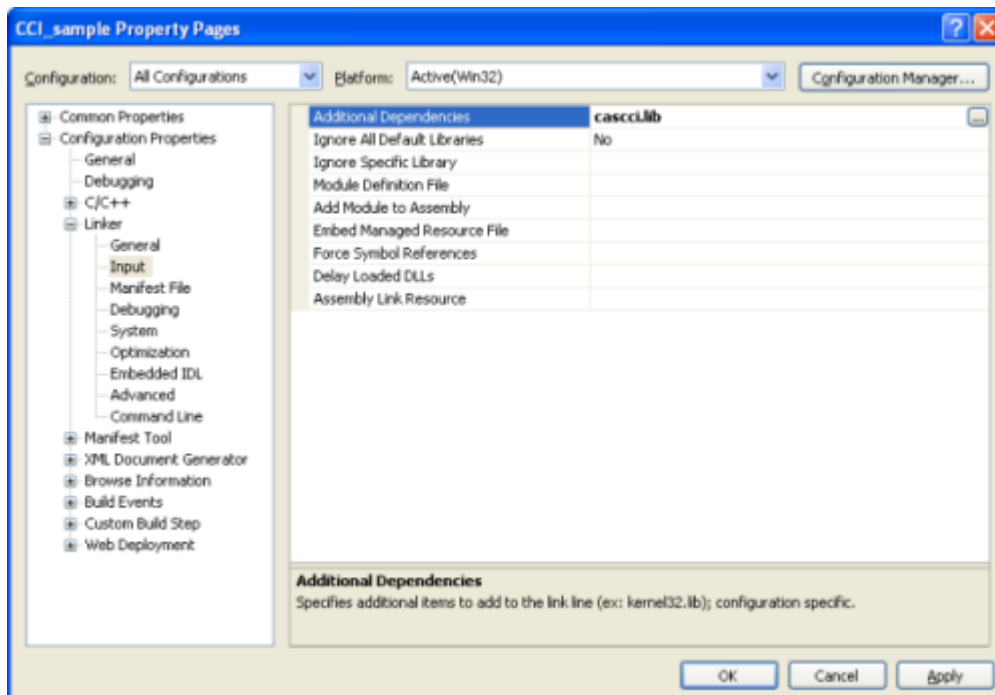 CCI_sample Property Pages
Configuration: All Configurations Platform: Active(Win32) Configuration Manager...
Common Properties
Configuration Properties
General
Debugging
C/C++
Linker
General
Input
Manifest File
Debugging
System
Optimization
Embedded IDL
Advanced
Command Line
Manifest Tool
XML Document Generator
Browse Information
Build Events
Custom Build Step
Web Deployment
Additional Dependencies cascci.lib ...
Ignore All Default Libraries No
Ignore Specific Library
Module Definition File
Add Module to Assembly
Embed Managed Resource File
Force Symbol References
Delay Loaded DLLs
Assembly Link Resource
Additional Dependencies
Specifies additional items to add to the link line (ex: kernel32.lib); configuration specific.
OK Cancel Apply